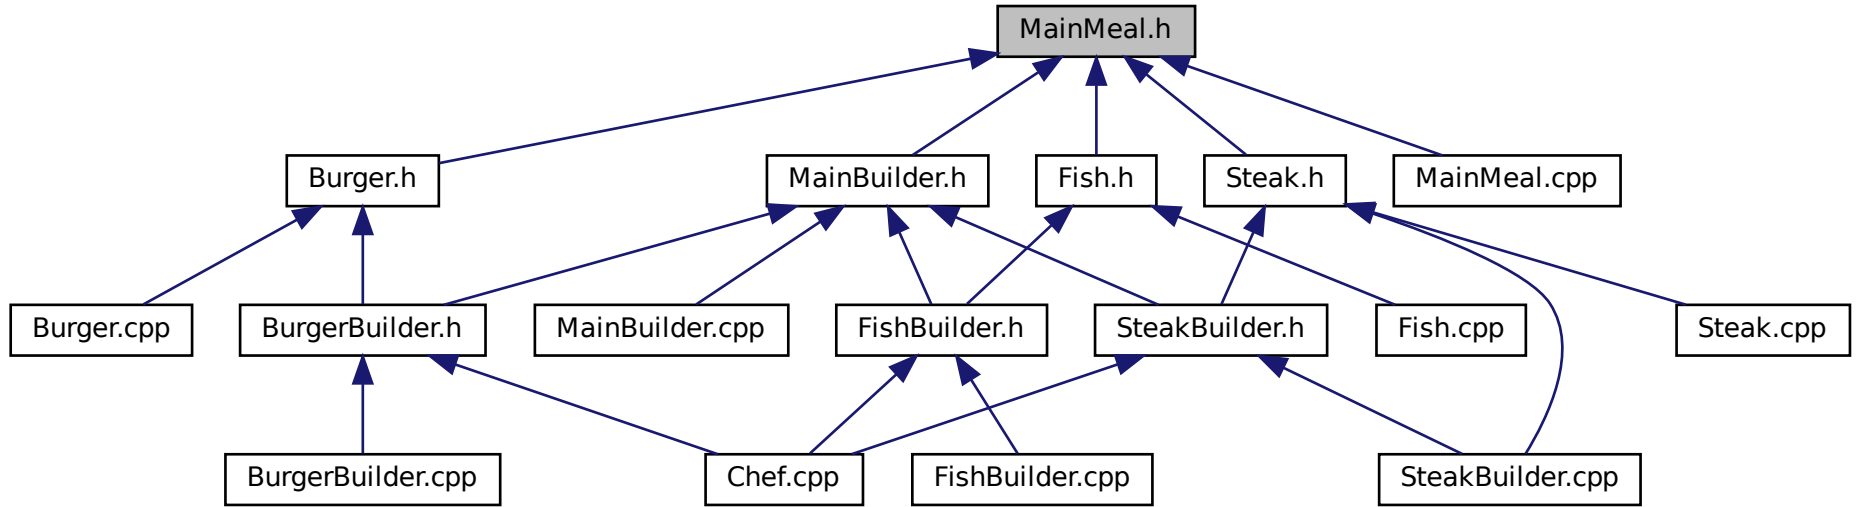 MainMeal.h
Burger.h
MainBuilder.h
Fish.h
Steak.h
MainMeal.cpp
Burger.cpp
BurgerBuilder.h
MainBuilder.cpp
FishBuilder.h
SteakBuilder.h
Fish.cpp
Steak.cpp
BurgerBuilder.cpp
Chef.cpp
FishBuilder.cpp
SteakBuilder.cpp